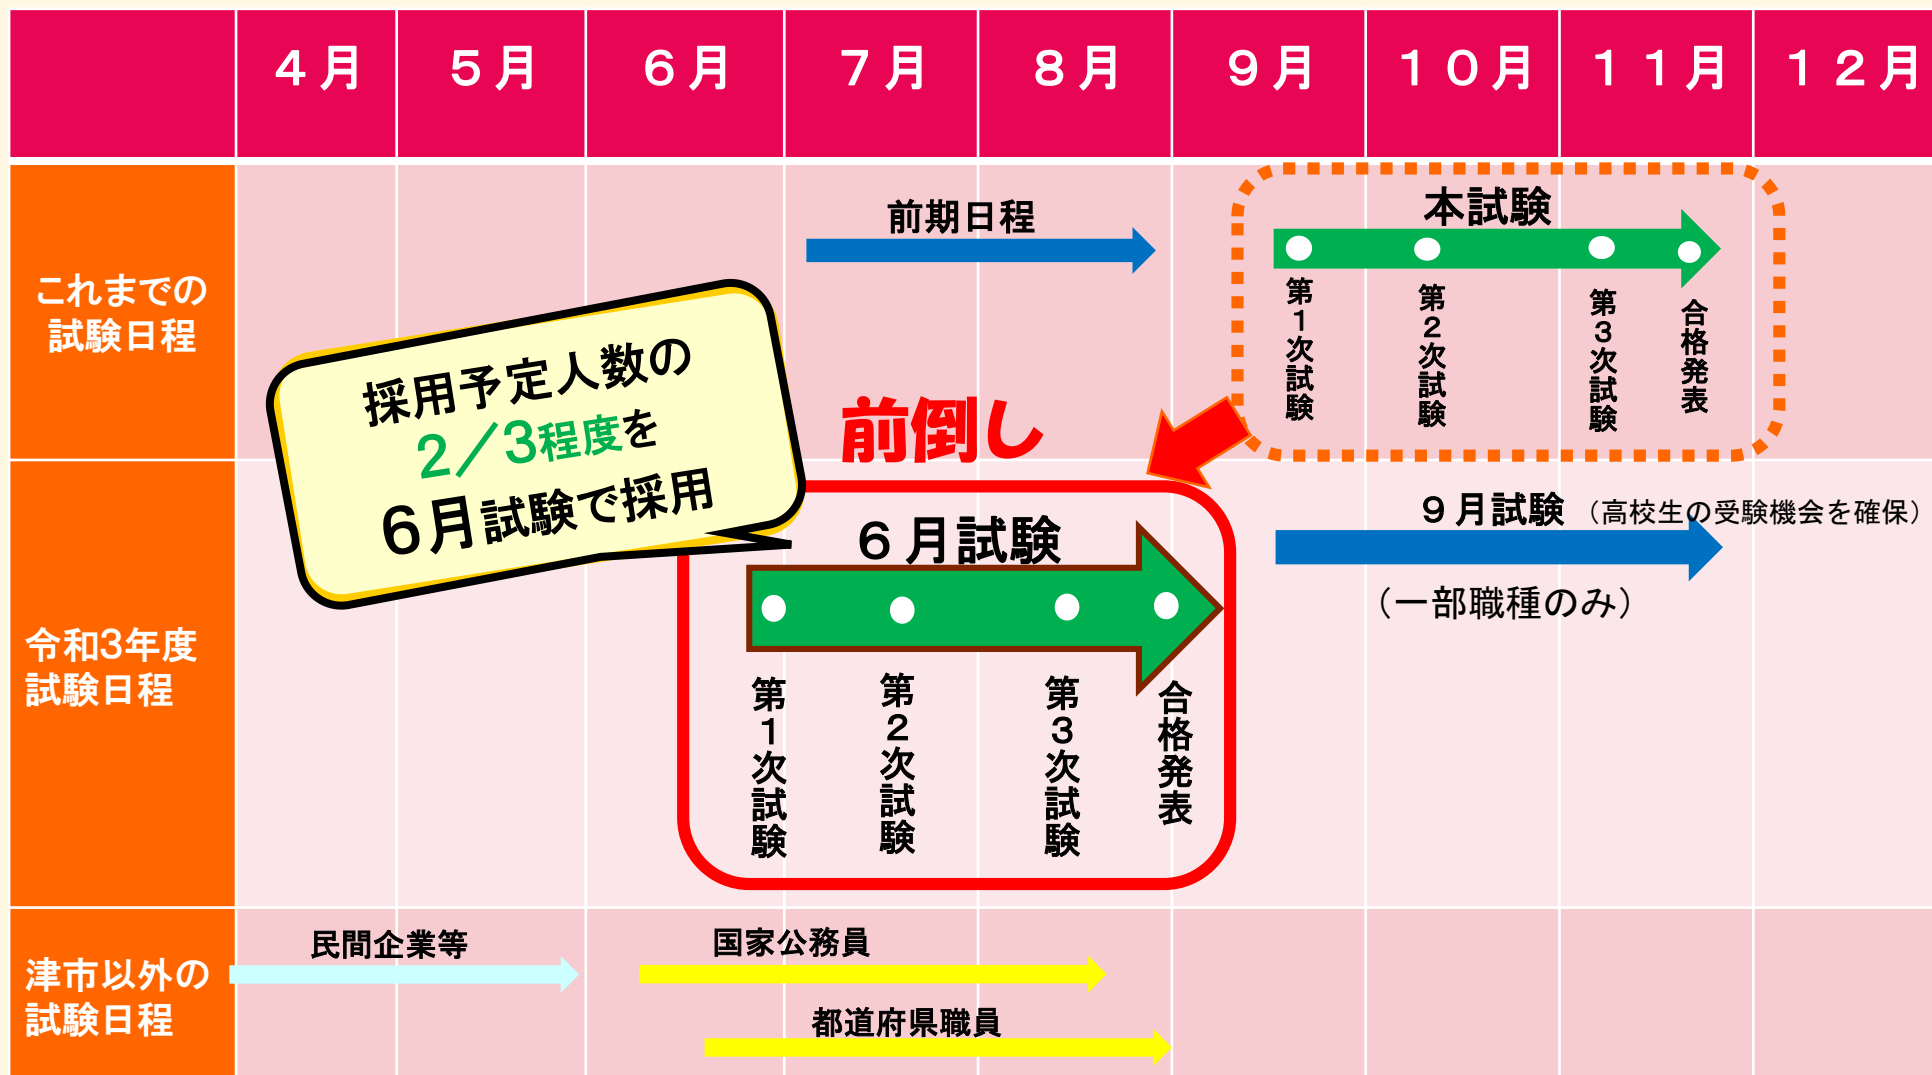 ４月 ５月 ６月 ７月 ８月 ９月 １０月 １１月 １２月
これまでの
試験日程
前期日程
本試験
第１次試験
第２次試験
第３次試験
合格発表
採用予定人数の
２／３程度を
６月試験で採用
前倒し
令和3年度
試験日程
６月試験
第１次試験
第２次試験
第３次試験
合格発表
９月試験 （高校生の受験機会を確保）
（一部職種のみ）
津市以外の
試験日程
民間企業等
国家公務員
都道府県職員